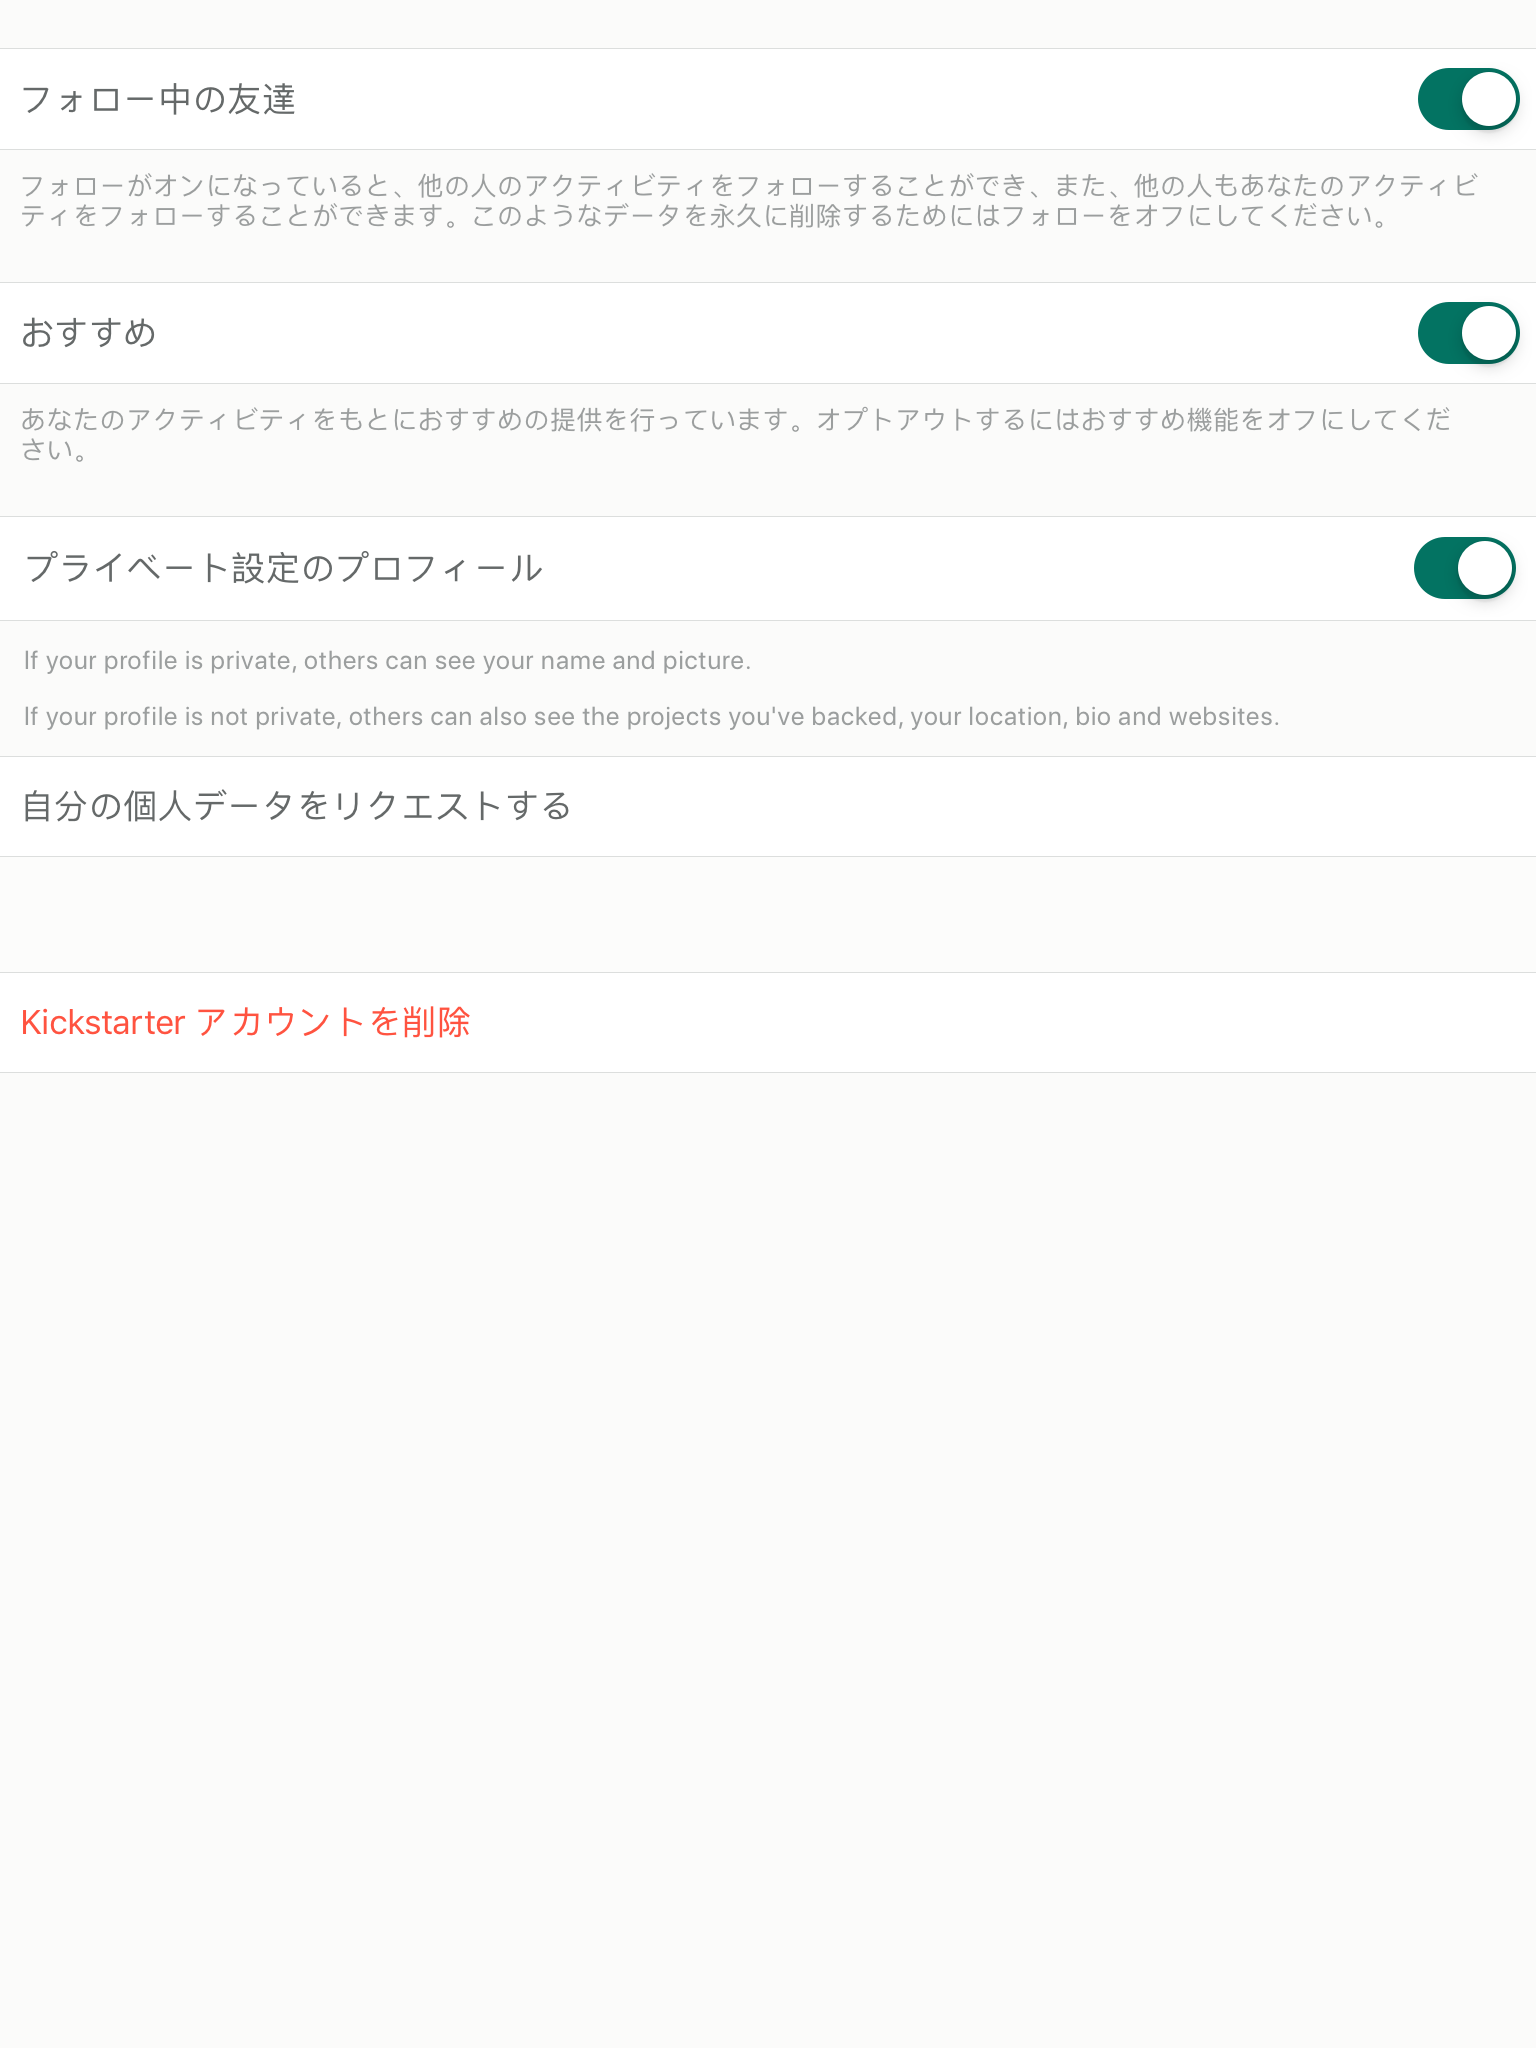 フォロー中の友達
フォローがオンになっていると、他の人のアクティビティをフォローすることができ、また、他の人もあなたのアクティビ
ティをフォローすることができます。このようなデータを永久に削除するためにはフォローをオフにしてください。
おすすめ
あなたのアクティビティをもとにおすすめの提供を行っています。オプトアウトするにはおすすめ機能をオフにしてくだ
さい。
プライベート設定のプロフィール
If your profile is private, others can see your name and picture.
If your profile is not private, others can also see the projects you've backed, your location, bio and websites.
自分の個人データをリクエストする
Kickstarter アカウントを削除